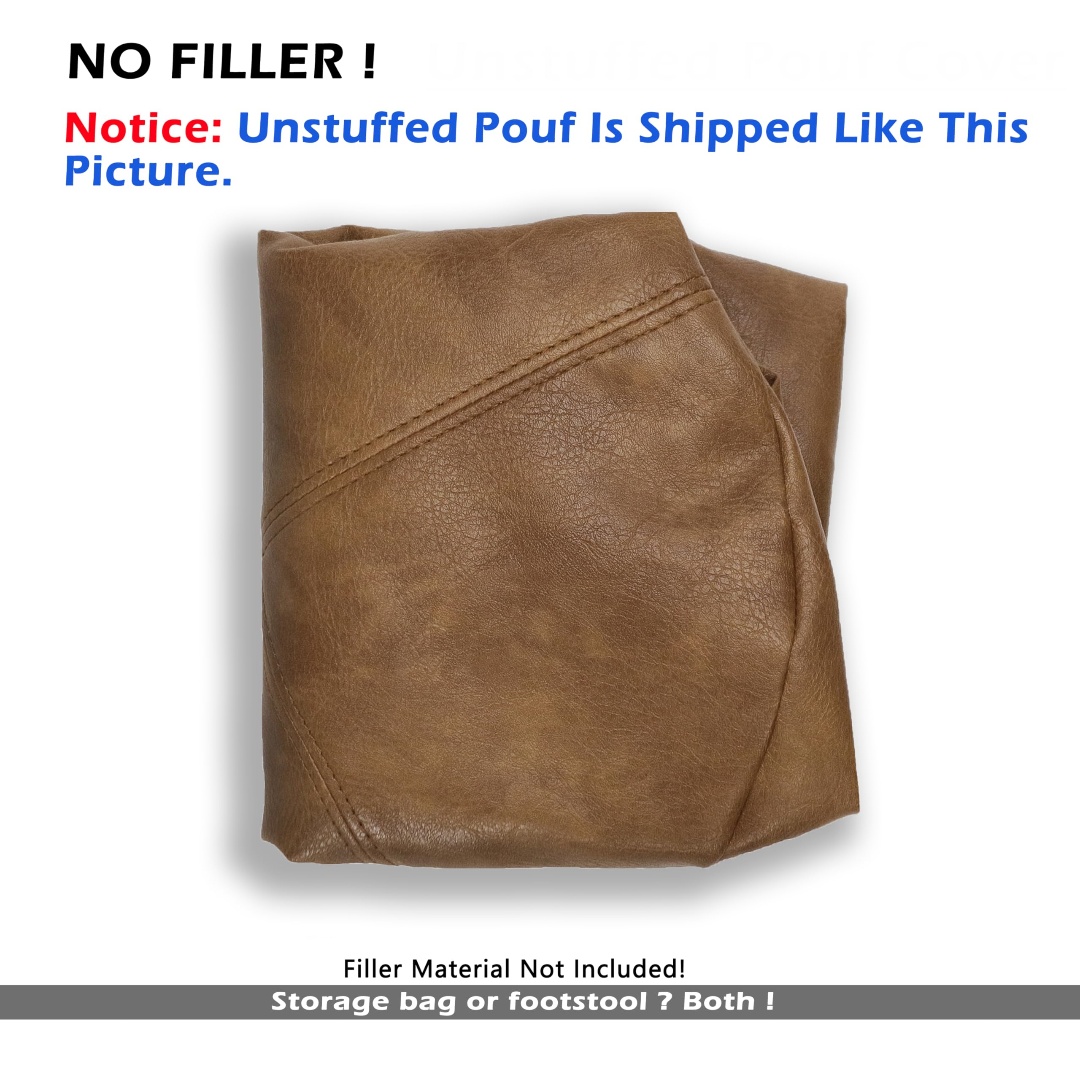 NO FILLER !
Notice: Unstuffed Pouf Is Shipped Like This
Picture.
Filler Material Not Included!
Storage bag or footstool ? Both !